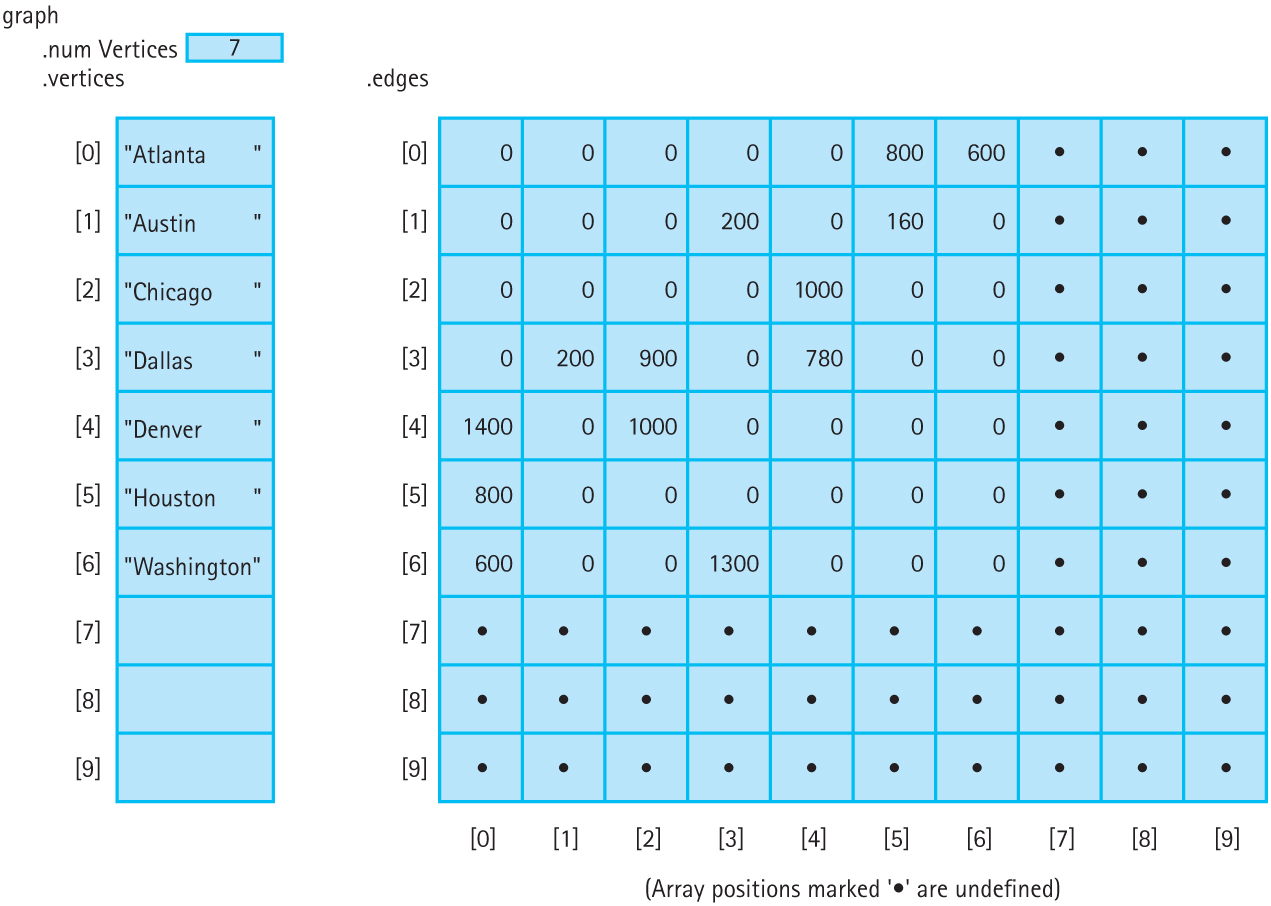 graph
.num Vertices 7
.vertices .edges
[0] "Atlanta " [0] 0 0 0 0 0 800 600 • • •
[1] "Austin " [1] 0 0 0 200 0 160 0 • • •
[2] "Chicago " [2] 0 0 0 0 1000 0 0 • • •
[3] "Dallas " [3] 0 200 900 0 780 0 0 • • •
[4] "Denver " [4] 1400 0 1000 0 0 0 0 • • •
[5] "Houston " [5] 800 0 0 0 0 0 0 • • •
[6] "Washington" [6] 600 0 0 1300 0 0 0 • • •
[7] [7] • • • • • • • • • •
[8] [8] • • • • • • • • • •
[9] [9] • • • • • • • • • •
[0] [1] [2] [3] [4] [5] [6] [7] [8] [9]
(Array positions marked '•' are undefined)